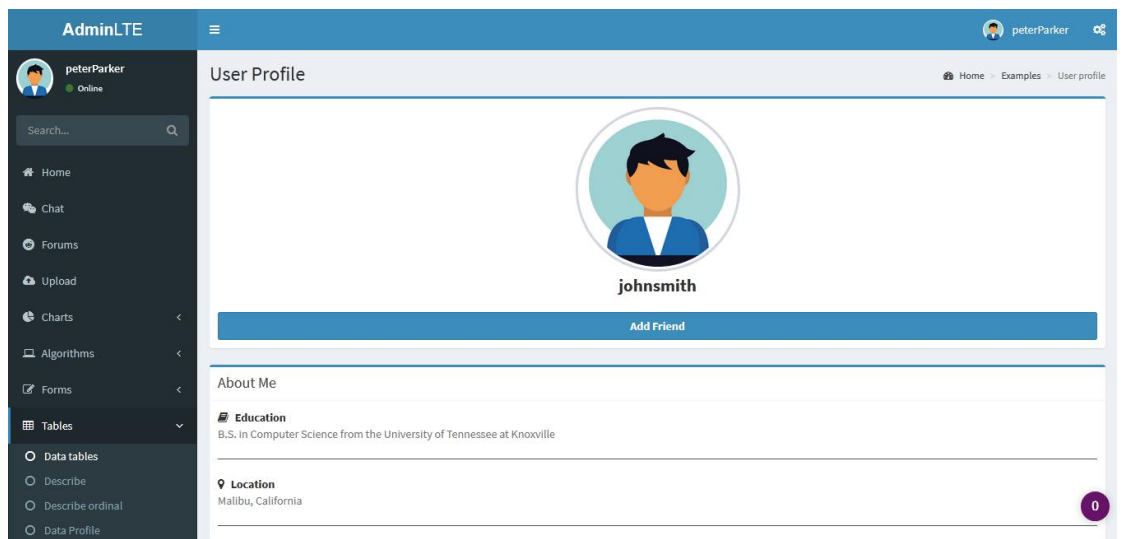 AdminLTE
peterParker
peterParker
Online
Search...
Home
Chat
Forums
Upload
Charts
Algorithms
Forms
Tables
Data tables
Describe
Describe ordinal
Data Profile
User Profile
Home > Examples > User profile
johnsmith
Add Friend
About Me
Education
B.S. in Computer Science from the University of Tennessee at Knoxville
Location
Malibu, California
0